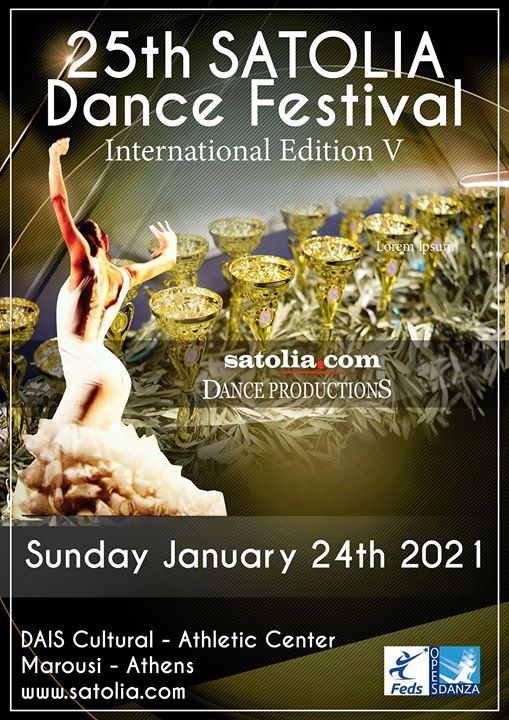 25th SATOLIA
Dance Festival
International Edition V
Lorem Ipsum
satolia.com
DANCE PRODUCTIONS
Sunday January 24th 2021
DAIS Cultural - Athletic Center
Marousi - Athens
www.satolia.com
Feds
OPES
DANZA